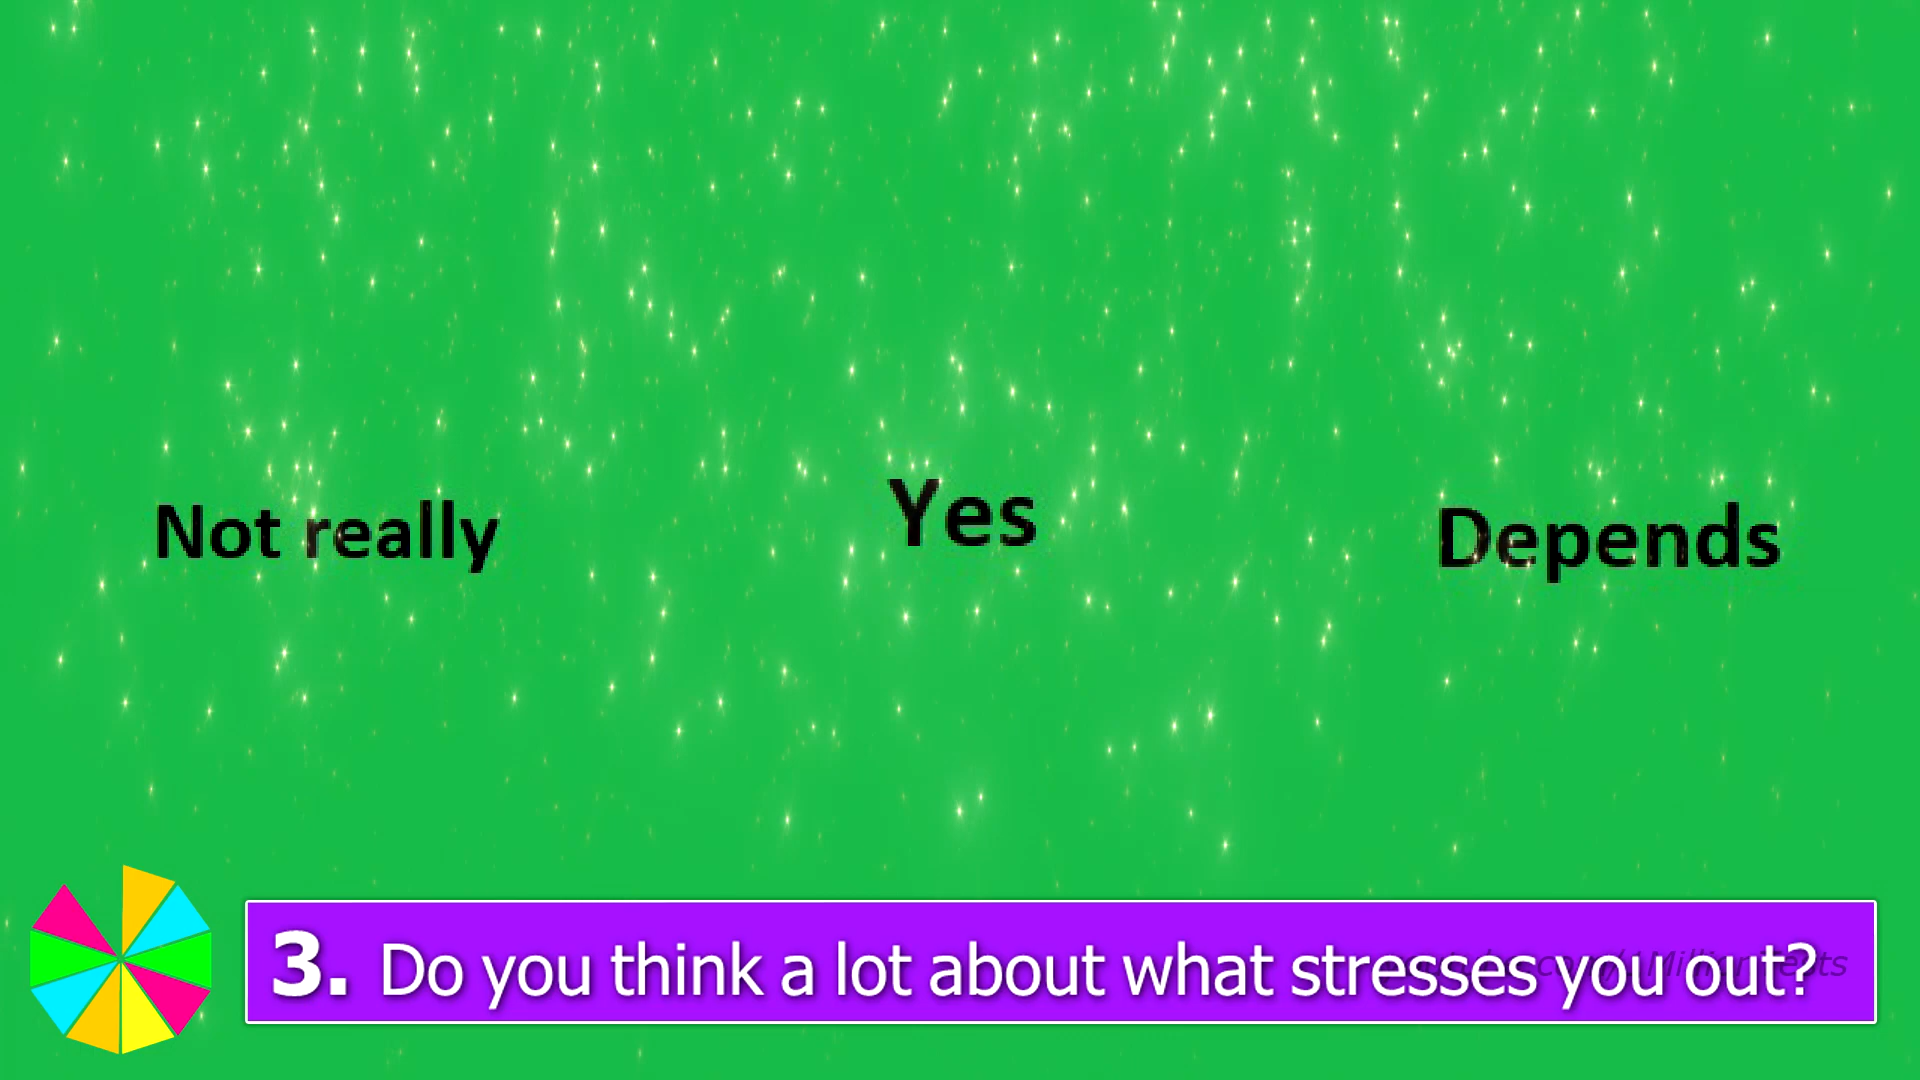 Not really
Yes
Depends
3. Do you think a lot about what stresses you out?